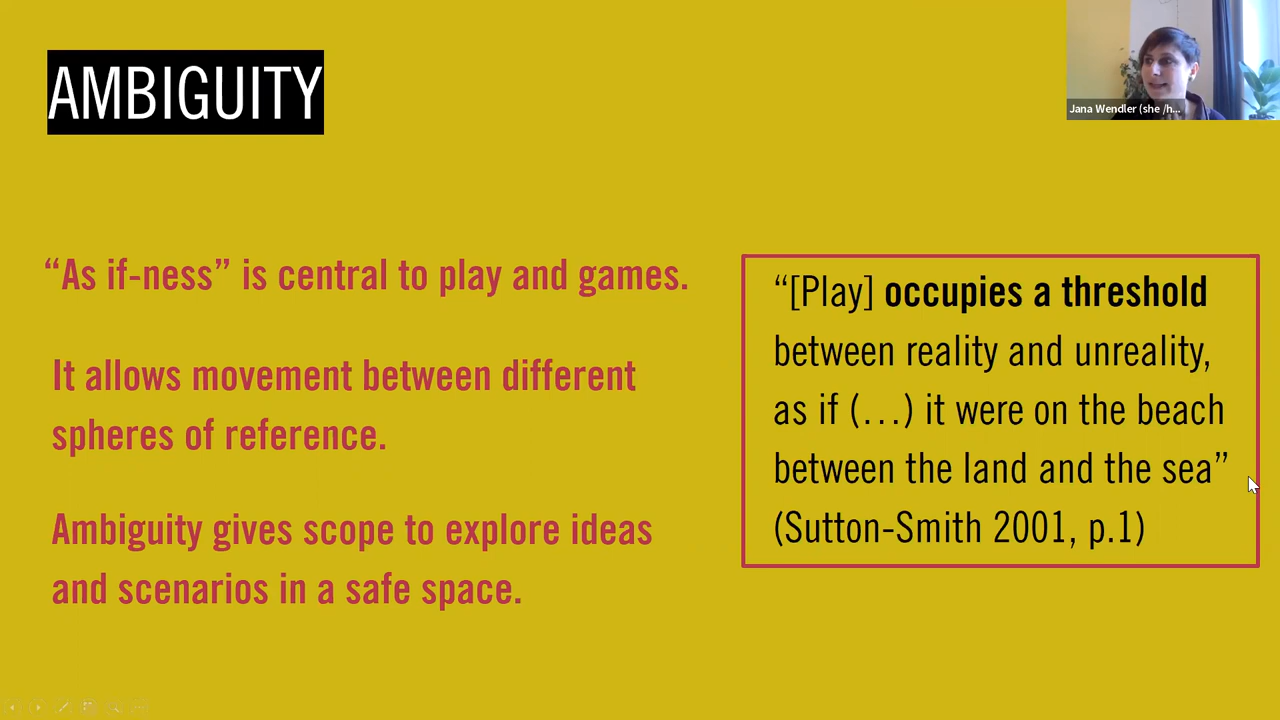 AMBIGUITY
Jana Wendler (she /h...
“As if-ness” is central to play and games.
It allows movement between different
spheres of reference.
Ambiguity gives scope to explore ideas
and scenarios in a safe space.
“[Play] occupies a threshold
between reality and unreality,
as if (…) it were on the beach
between the land and the sea”
(Sutton-Smith 2001, p.1)